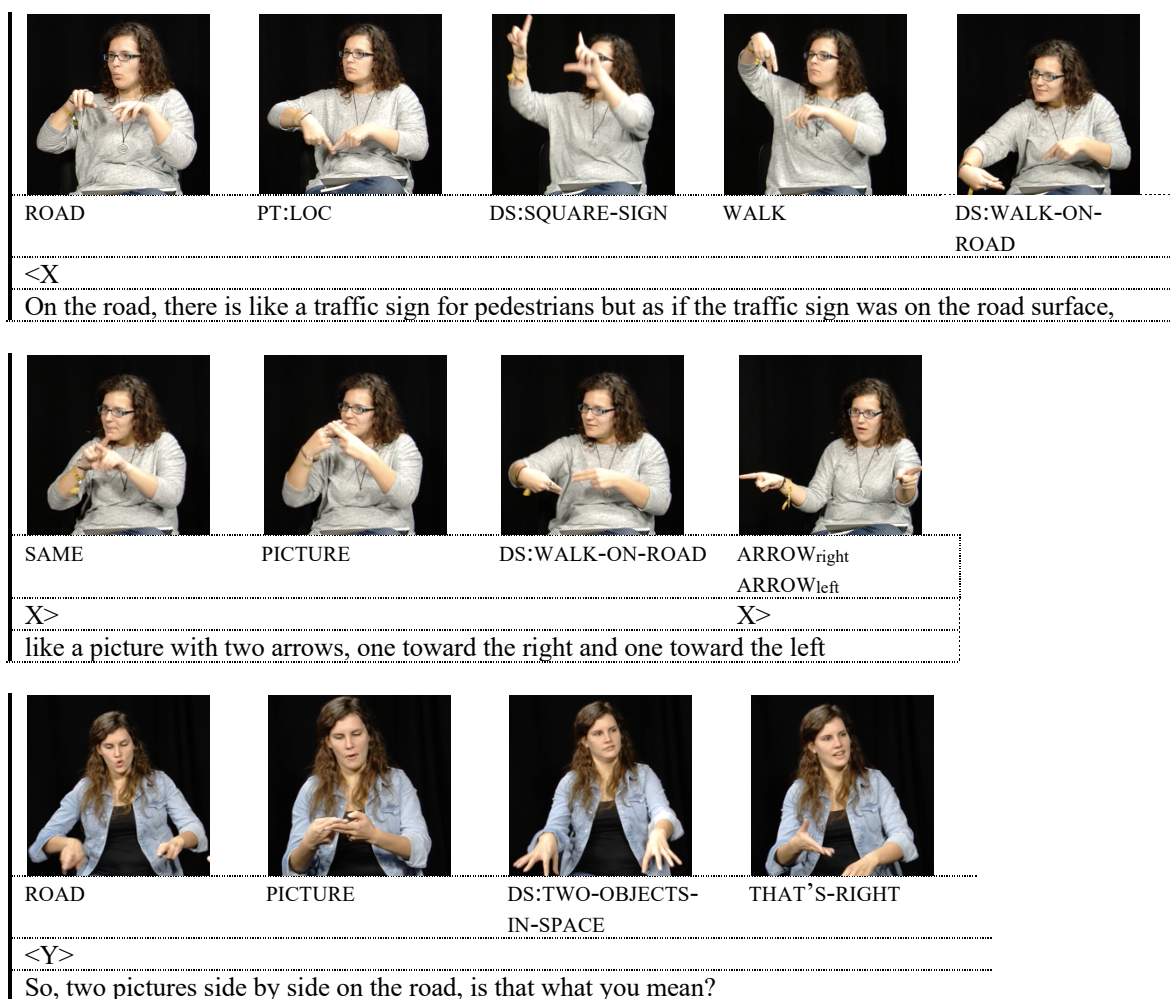 ROAD PT:LOC DS:SQUARE-SIGN WALK DS:WALK-ON-
ROAD
<X
On the road, there is like a traffic sign for pedestrians but as if the traffic sign was on the road surface,
SAME PICTURE DS:WALK-ON-ROAD ARROWright
ARROWleft
X> X>
like a picture with two arrows, one toward the right and one toward the left
ROAD PICTURE DS:TWO-OBJECTS- THAT’S-RIGHT
IN-SPACE
<Y>
So, two pictures side by side on the road, is that what you mean?